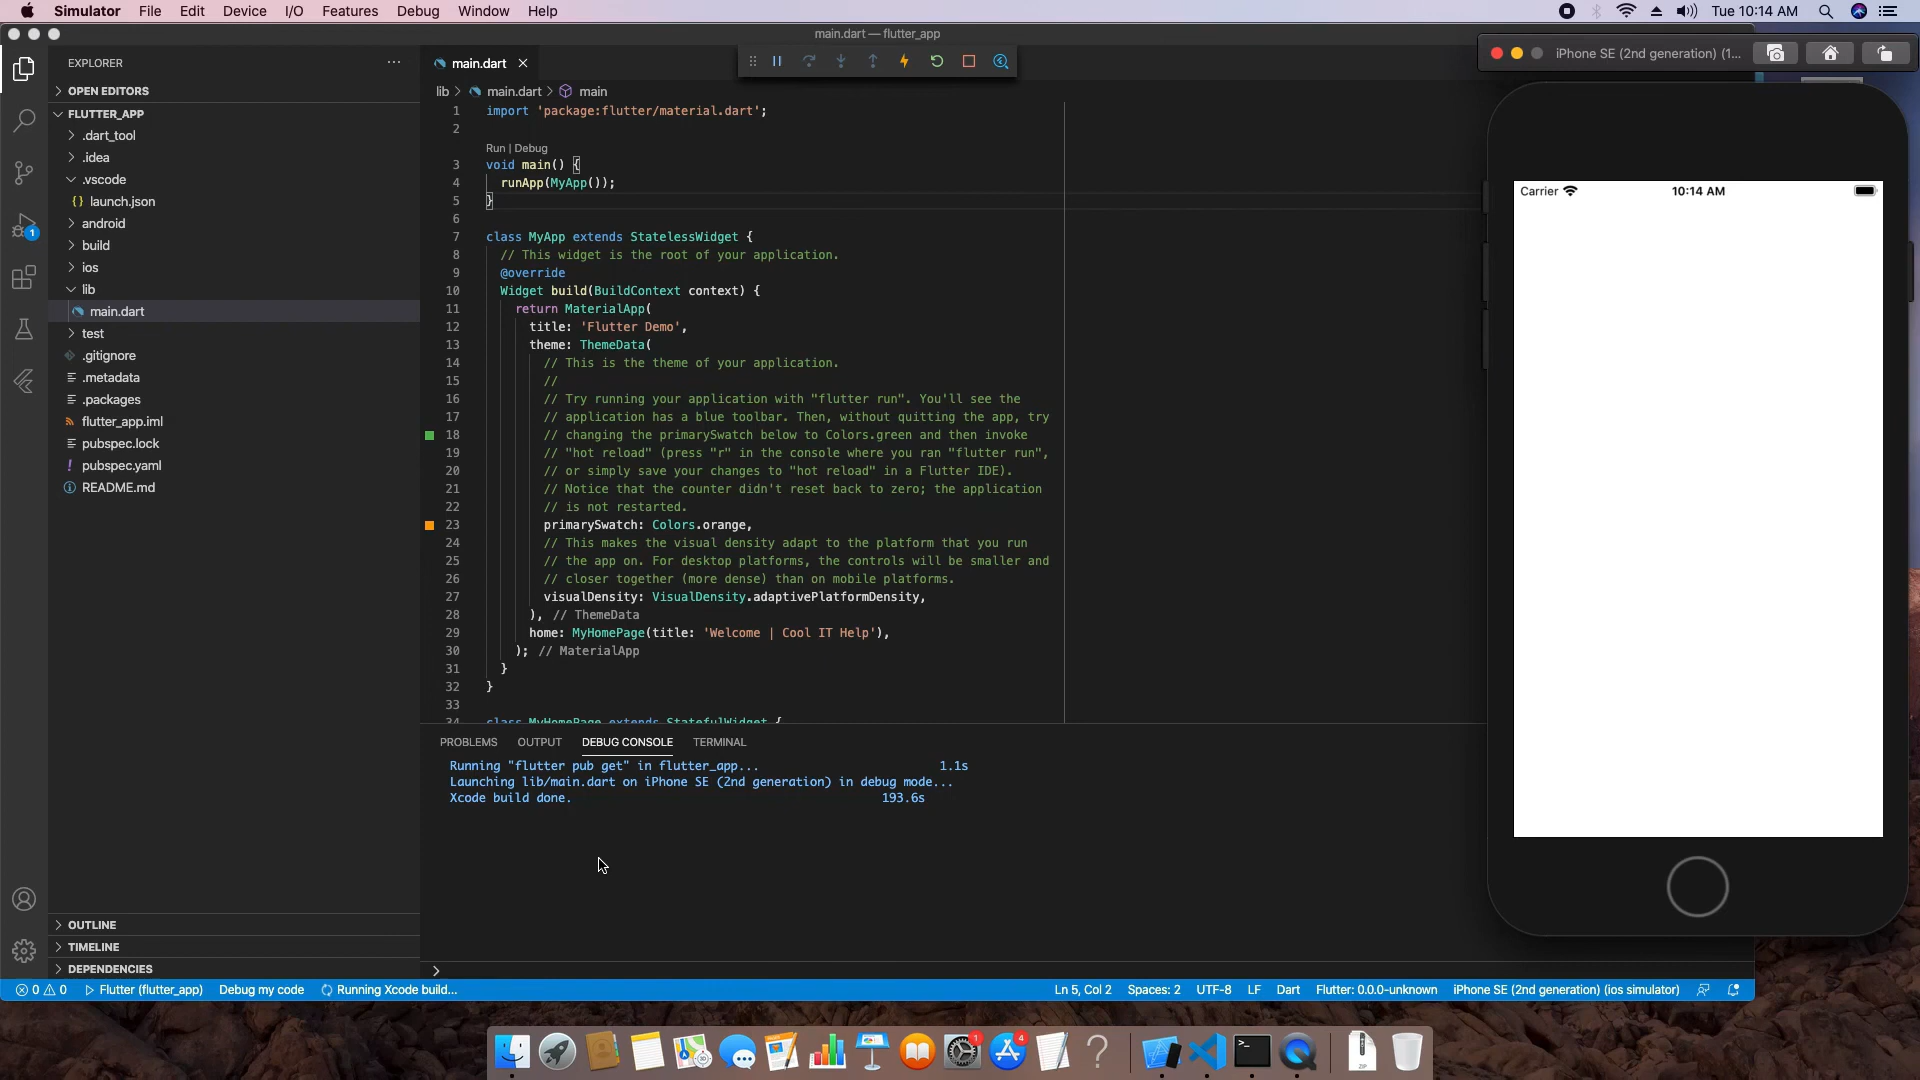 Simulator File Edit Device I/O Features Debug Window Help
Tue 10:14 AM
main.dart — flutter_app
EXPLORER
OPEN EDITORS
FLUTTER_APP
.dart_tool
.idea
.vscode
{} launch.json
android
build
ios
lib
main.dart
test
.gitignore
.metadata
.packages
flutter_app.iml
pubspec.lock
! pubspec.yaml
README.md
OUTLINE
TIMELINE
DEPENDENCIES
1
main.dart
lib > main.dart > main
1 import 'package:flutter/material.dart';
2
Run | Debug
3 void main() {
4 runApp(MyApp());
5 }
6
7 class MyApp extends StatelessWidget {
8 // This widget is the root of your application.
9 @override
10 Widget build(BuildContext context) {
11 return MaterialApp(
12 title: 'Flutter Demo',
13 theme: ThemeData(
14 // This is the theme of your application.
15 //
16 // Try running your application with "flutter run". You'll see the
17 // application has a blue toolbar. Then, without quitting the app, try
18 // changing the primarySwatch below to Colors.green and then invoke
19 // "hot reload" (press "r" in the console where you ran "flutter run",
20 // or simply save your changes to "hot reload" in a Flutter IDE).
21 // Notice that the counter didn't reset back to zero; the application
22 // is not restarted.
23 primarySwatch: Colors.orange,
24 // This makes the visual density adapt to the platform that you run
25 // the app on. For desktop platforms, the controls will be smaller and
26 // closer together (more dense) than on mobile platforms.
27 visualDensity: VisualDensity.adaptivePlatformDensity,
28 ), // ThemeData
29 home: MyHomePage(title: 'Welcome | Cool IT Help'),
30 ); // MaterialApp
31 }
32 }
33
34 class MyHomePage extends StatefulWidget {
PROBLEMS OUTPUT DEBUG CONSOLE TERMINAL
Running "flutter pub get" in flutter_app... 1.1s
Launching lib/main.dart on iPhone SE (2nd generation) in debug mode...
Xcode build done. 193.6s
iPhone SE (2nd generation) (1...
Carrier 10:14 AM
0 0 Flutter (flutter_app) Debug my code Running Xcode build... Ln 5, Col 2 Spaces: 2 UTF-8 LF Dart Flutter: 0.0.0-unknown iPhone SE (2nd generation) (ios simulator)
1
4
ZIP